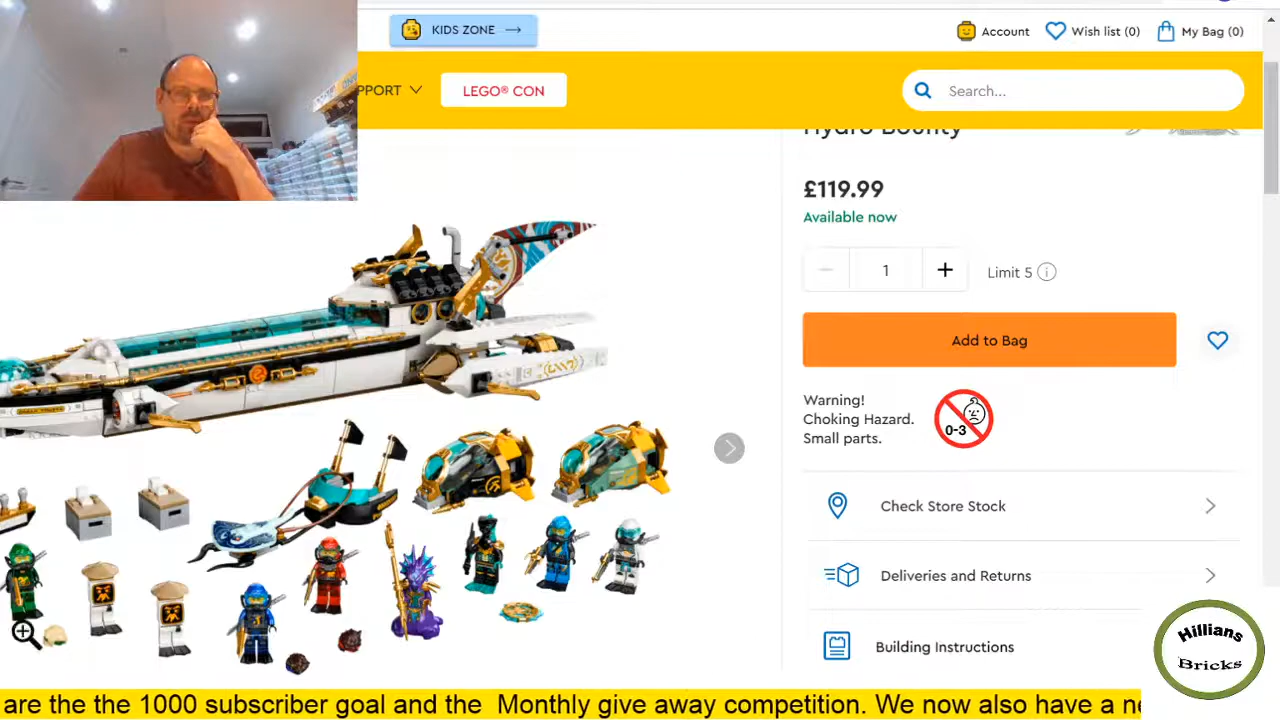 KIDS ZONE →
Account
Wish list (0)
My Bag (0)
PPORT
LEGO® CON
Search...
Hydro Bounty
£119.99
Available now
1
+
Limit 5
Add to Bag
Warning!
Choking Hazard.
Small parts.
0-3
Check Store Stock
Deliveries and Returns
Building Instructions
Hillians
Bricks
are the the 1000 subscriber goal and the Monthly give away competition. We now also have a ne